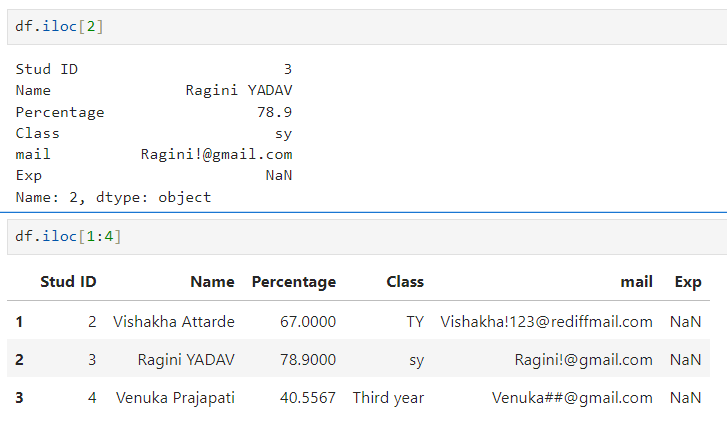 df.iloc[2]
Stud ID 3
Name Ragini YADAV
Percentage 78.9
Class sy
mail Ragini!@gmail.com
Exp NaN
Name: 2, dtype: object
df.iloc[1:4]
Stud ID Name Percentage Class mail Exp
1 2 Vishakha Attarde 67.0000 TY Vishakha!123@rediffmail.com NaN
2 3 Ragini YADAV 78.9000 sy Ragini!@gmail.com NaN
3 4 Venuka Prajapati 40.5567 Third year Venuka##@gmail.com NaN